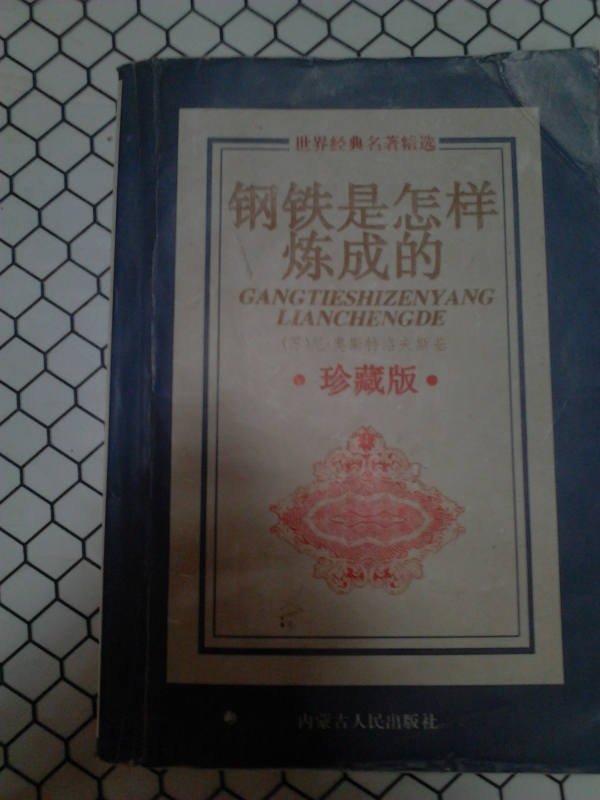 世界经典名著精选
钢铁是怎样
炼成的
GANGTIESHIZENYANG
LIANCHENGDE
(苏)尼·奥斯特洛夫斯基
·珍藏版·
内蒙古人民出版社